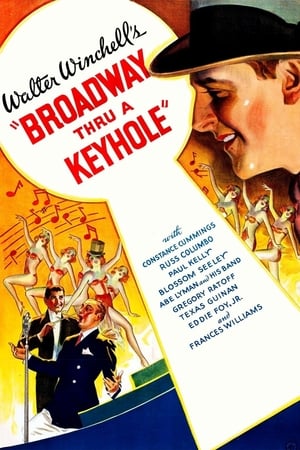 Walter Winchell's
"BROADWAY
THRU A
KEYHOLE"
with
CONSTANCE CUMMINGS
RUSS COLUMBO
PAUL KELLY
BLOSSOM SEELEY
ABE LYMAN AND HIS BAND
GREGORY RATOFF
TEXAS GUINAN
EDDIE FOY, JR.
and
FRANCES WILLIAMS